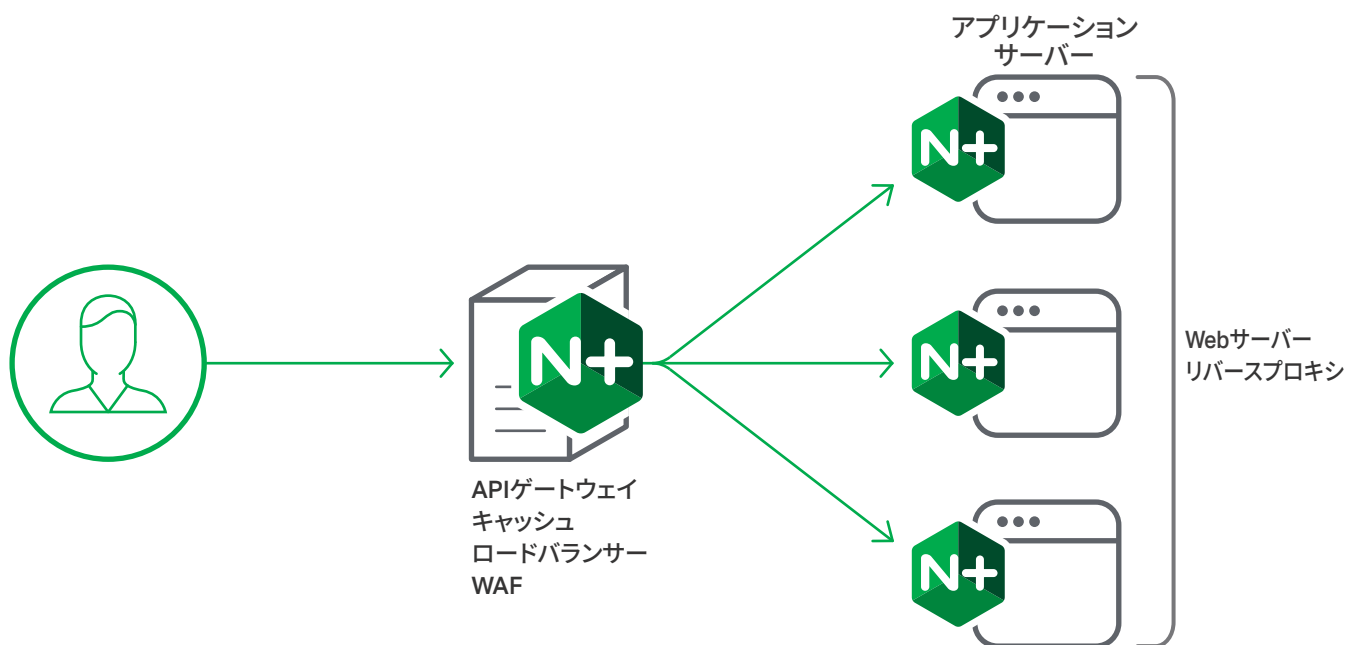 アプリケーション
サーバー
N+
N+
N+
N+
Webサーバー
リバースプロキシ
APIゲートウェイ
キャッシュ
ロードバランサー
WAF